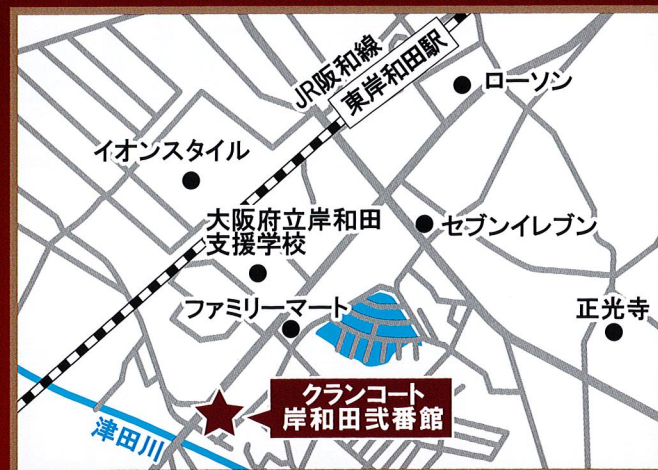 JR阪和線
東岸和田駅
ローソン
イオンスタイル
大阪府立岸和田
支援学校
セブンイレブン
ファミリーマート
正光寺
クランコート
岸和田弐番館
津田川